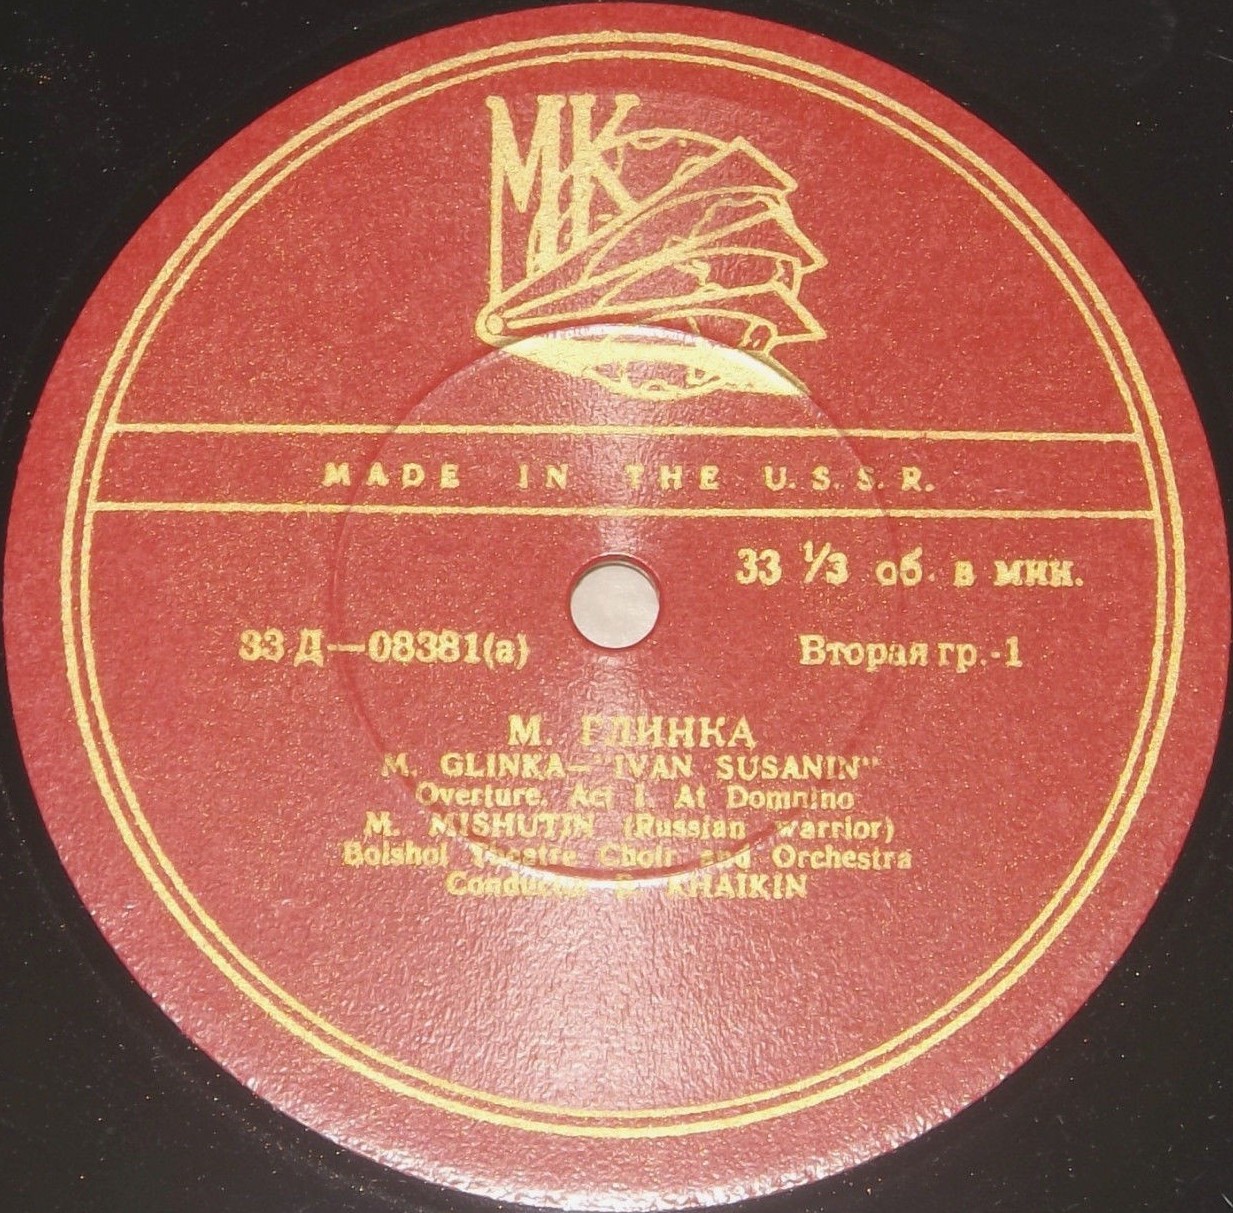 МК
MADE IN THE U.S.S.R.
33 ⅓ об. в мин.
33 Д—08381(а)
Вторая гр.-1
М. ГЛИНКА
M. GLINKA—"IVAN SUSANIN"
Overture. Act I. At Domnino
M. MISHUTIN (Russian warrior)
Bolshoi Theatre Choir and Orchestra
Conductor B. KHAIKIN